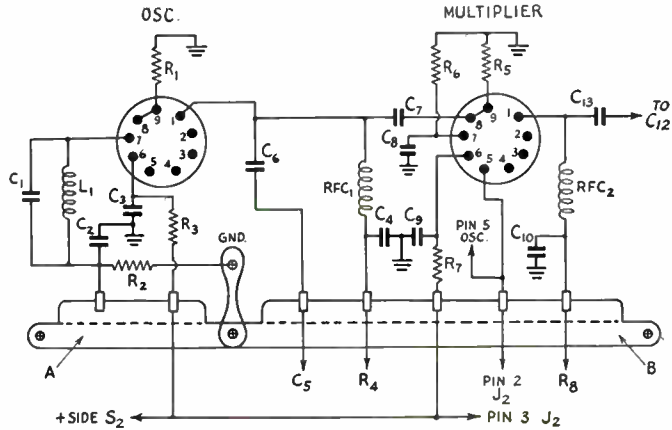 OSC.
MULTIPLIER
R1
R6
R5
9
1
8
2
7
3
6
5
4
9
1
8
2
7
3
6
5
4
C7
C13
TO C12
C8
C1
L1
C6
RFC1
RFC2
C3
C2
R3
GND.
C4
C9
PIN 5
OSC.
C10
R2
R7
A
B
C5
R4
PIN 2
J2
R8
+SIDE S2
PIN 3 J2